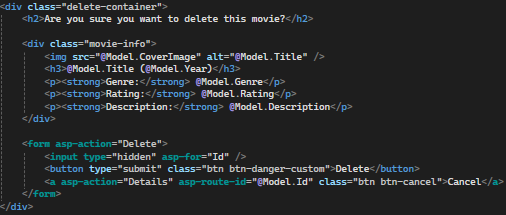 <div class="delete-container">
<h2>Are you sure you want to delete this movie?</h2>
<div class="movie-info">
<img src="@Model.CoverImage" alt="@Model.Title" />
<h3>@Model.Title (@Model.Year)</h3>
<p><strong>Genre:</strong> @Model.Genre</p>
<p><strong>Rating:</strong> @Model.Rating</p>
<p><strong>Description:</strong> @Model.Description</p>
</div>
<form asp-action="Delete">
<input type="hidden" asp-for="Id" />
<button type="submit" class="btn btn-danger-custom">Delete</button>
<a asp-action="Details" asp-route-id="@Model.Id" class="btn btn-cancel">Cancel</a>
</form>
</div>